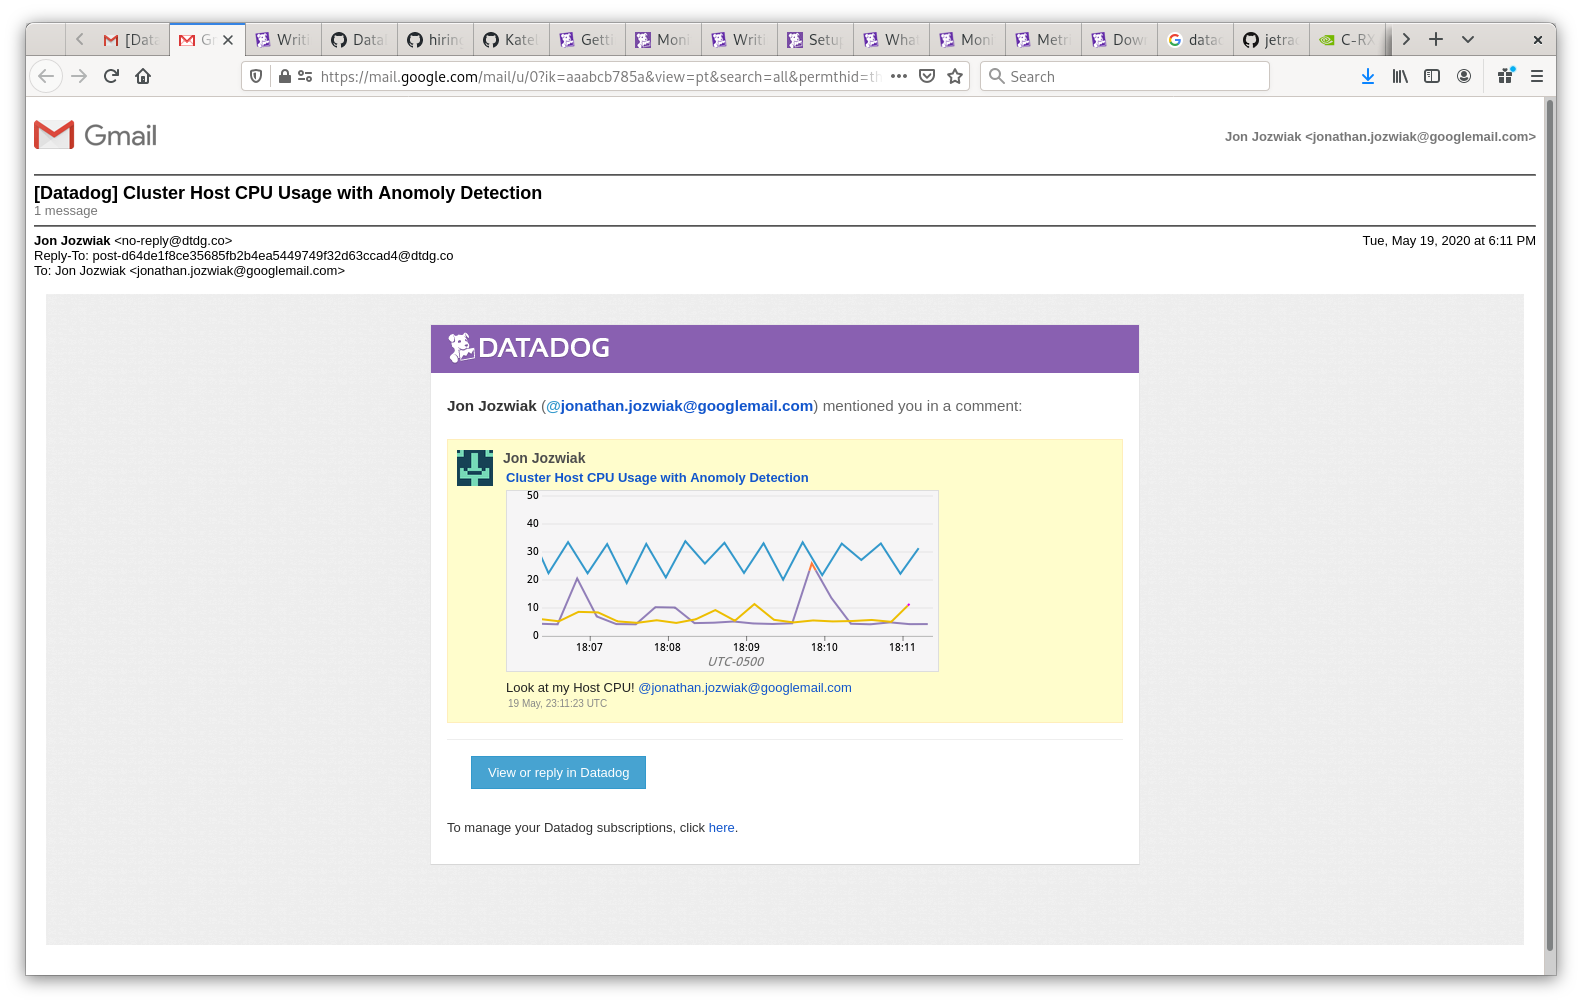 [Data
Gr
Writi
Datal
hirin
Katel
Getti
Moni
Writi
Setu
What
Moni
Metri
Dow
datad
jetra
C-RX
https://mail.google.com/mail/u/0?ik=aaabcb785a&view=pt&search=all&permthid=th
Search
Gmail
Jon Jozwiak <jonathan.jozwiak@googlemail.com>
[Datadog] Cluster Host CPU Usage with Anomoly Detection
1 message
Jon Jozwiak <no-reply@dtdg.co>
Tue, May 19, 2020 at 6:11 PM
Reply-To: post-d64de1f8ce35685fb2b4ea5449749f32d63ccad4@dtdg.co
To: Jon Jozwiak <jonathan.jozwiak@googlemail.com>
DATADOG
Jon Jozwiak (@jonathan.jozwiak@googlemail.com) mentioned you in a comment:
Jon Jozwiak
Cluster Host CPU Usage with Anomoly Detection
50
40
30
20
10
0
18:07 18:08 18:09 18:10 18:11
UTC-0500
Look at my Host CPU! @jonathan.jozwiak@googlemail.com
19 May, 23:11:23 UTC
View or reply in Datadog
To manage your Datadog subscriptions, click here.